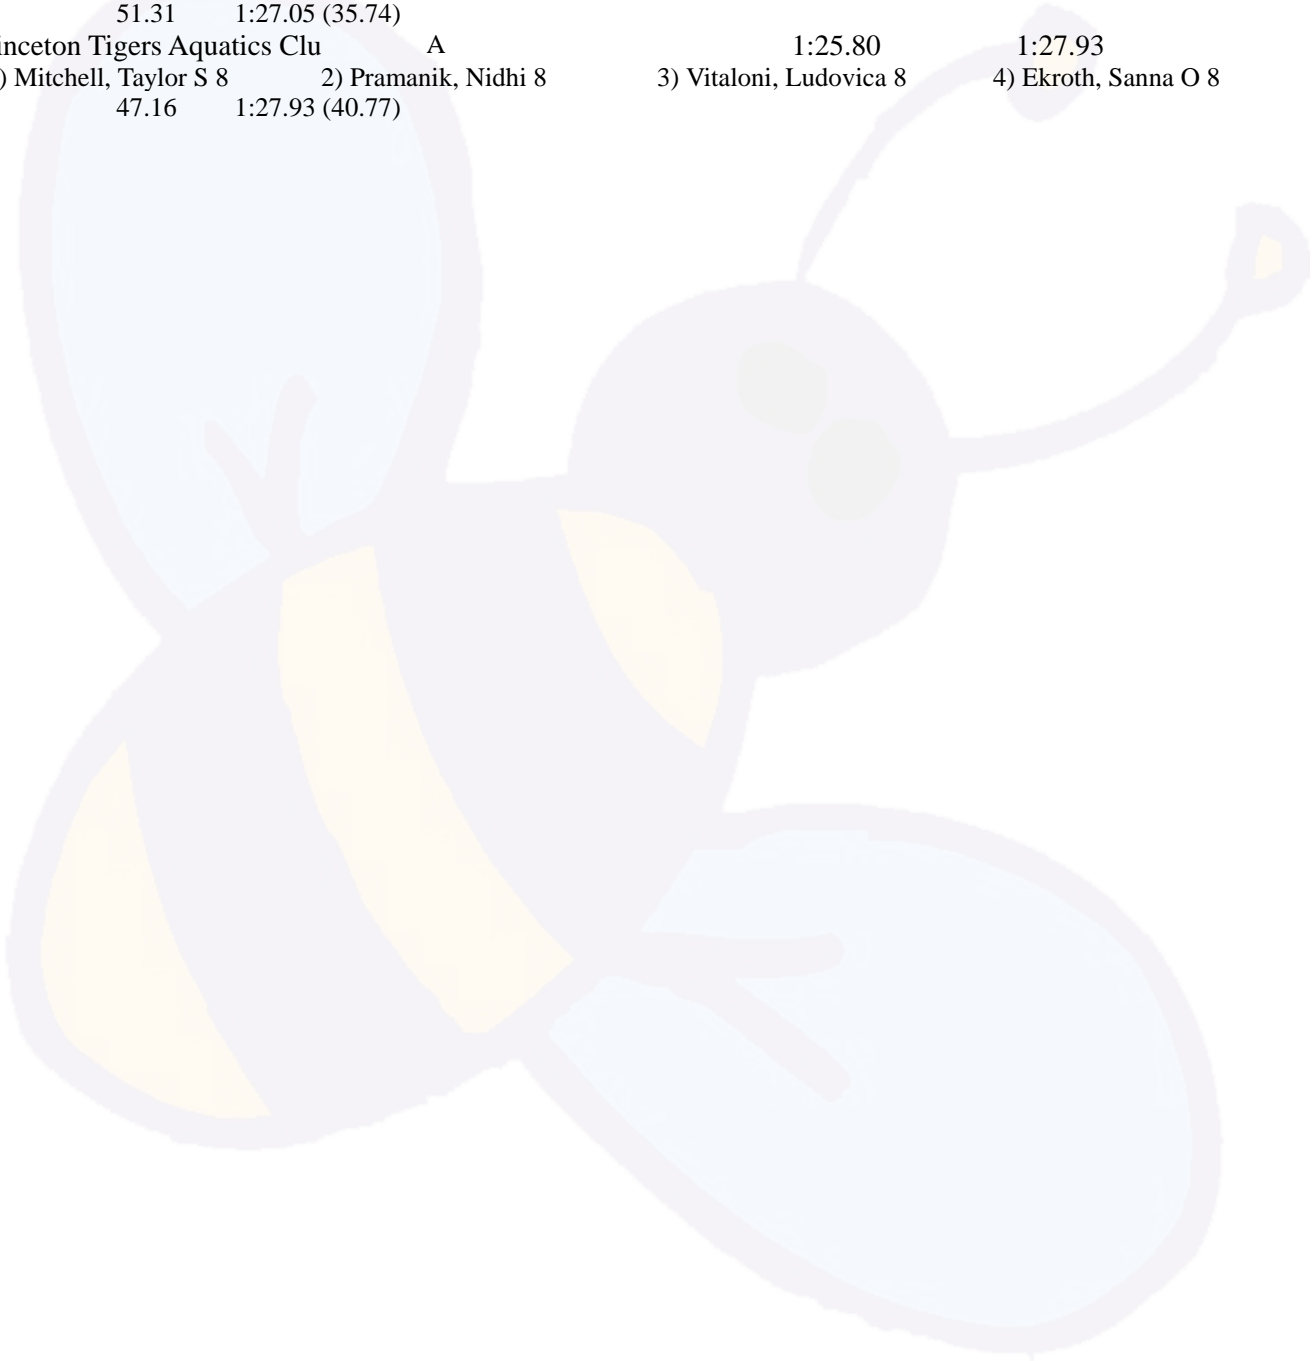 51.31 1:27.05 (35.74)
inceton Tigers Aquatics Clu A 1:25.80 1:27.93
) Mitchell, Taylor S 8 2) Pramanik, Nidhi 8 3) Vitaloni, Ludovica 8 4) Ekroth, Sanna O 8
47.16 1:27.93 (40.77)